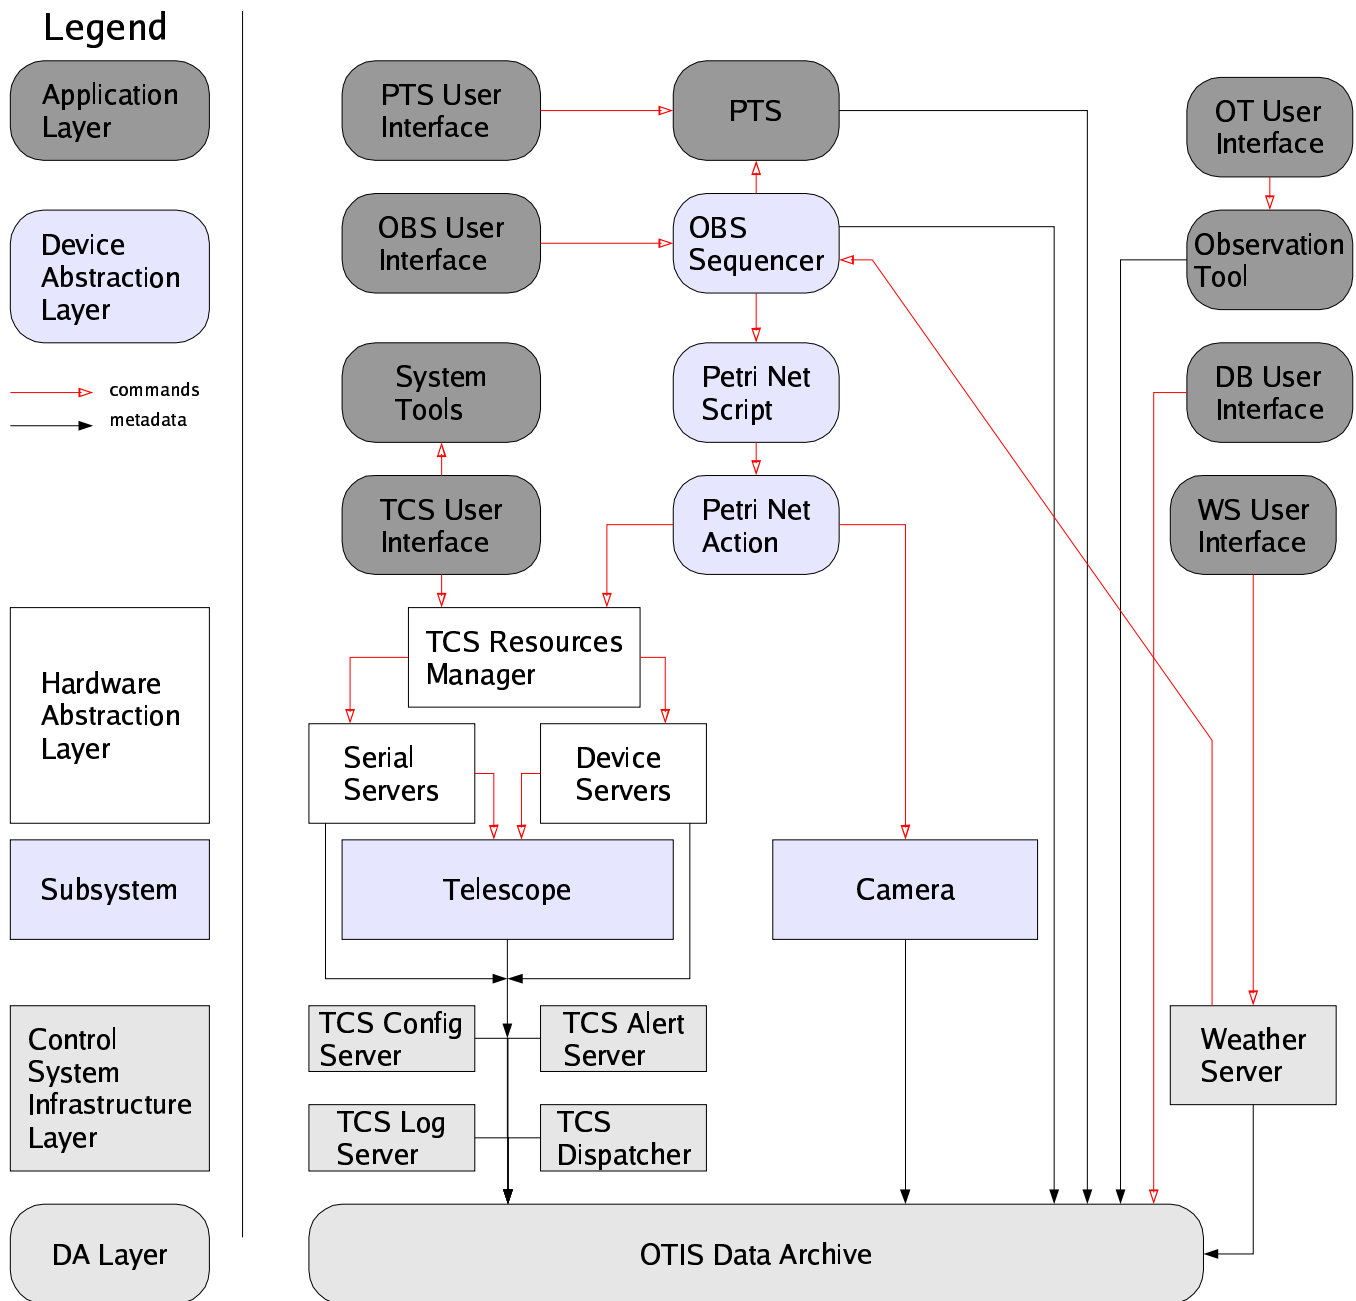 Legend
Application
Layer
Device
Abstraction
Layer
commands
metadata
Hardware
Abstraction
Layer
Subsystem
Control
System
Infrastructure
Layer
DA Layer
PTS User
Interface
PTS
OT User
Interface
OBS User
Interface
OBS
Sequencer
Observation
Tool
System
Tools
Petri Net
Script
DB User
Interface
TCS User
Interface
Petri Net
Action
WS User
Interface
TCS Resources
Manager
Serial
Servers
Device
Servers
Telescope
Camera
TCS Config
Server
TCS Alert
Server
Weather
Server
TCS Log
Server
TCS
Dispatcher
OTIS Data Archive